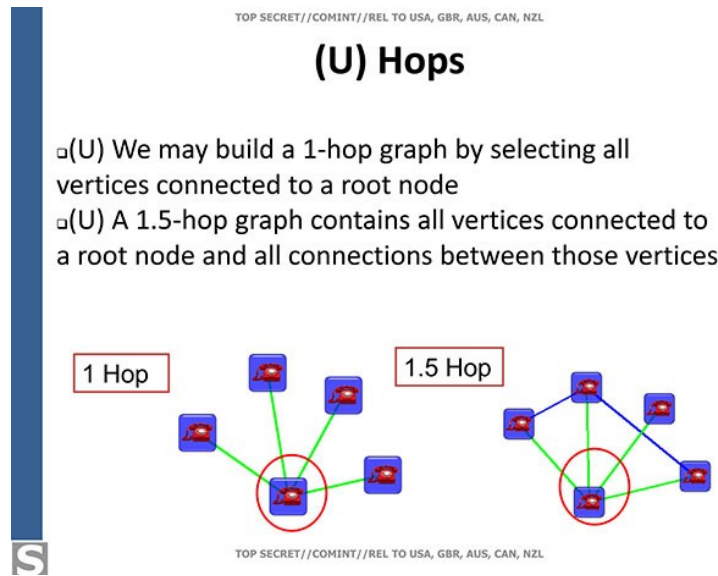 TOP SECRET//COMINT//REL TO USA, GBR, AUS, CAN, NZL
(U) Hops
❑(U) We may build a 1-hop graph by selecting all
vertices connected to a root node
❑(U) A 1.5-hop graph contains all vertices connected to
a root node and all connections between those vertices
1 Hop
1.5 Hop
S
TOP SECRET//COMINT//REL TO USA, GBR, AUS, CAN, NZL